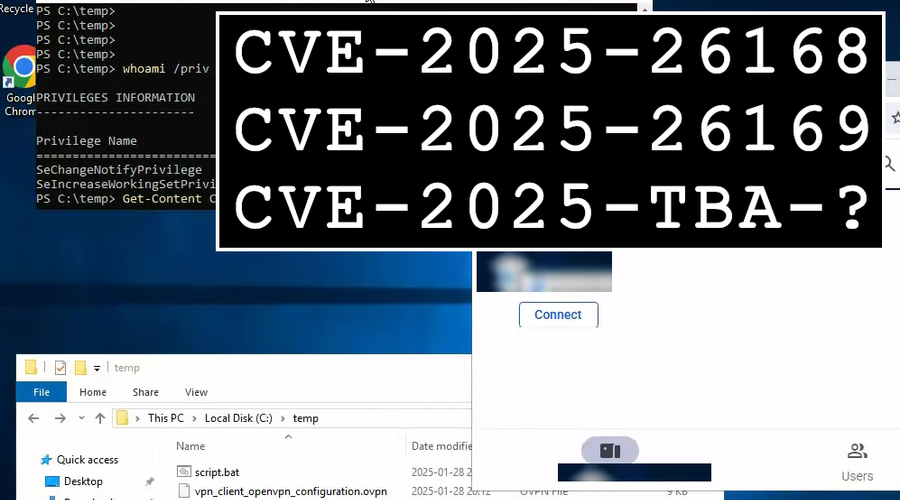 Recycle
PS C:\temp>
PS C:\temp>
PS C:\temp>
PS C:\temp>
PS C:\temp> whoami /priv
Googl
Chrom
PRIVILEGES INFORMATION
----------------------
Privilege Name
SeChangeNotifyPrivilege
SeIncreaseWorkingSetPrivi
PS C:\temp> Get-Content C
CVE-2025-26168
CVE-2025-26169
CVE-2025-TBA-?
Connect
Users
temp
File Home Share View
This PC > Local Disk (C:) > temp
Name Date modifie
Quick access
Desktop
script.bat 2025-01-28 2
vpn_client_openvpn_configuration.ovpn 2025-01-28 20:12 OVPN File 9 KB